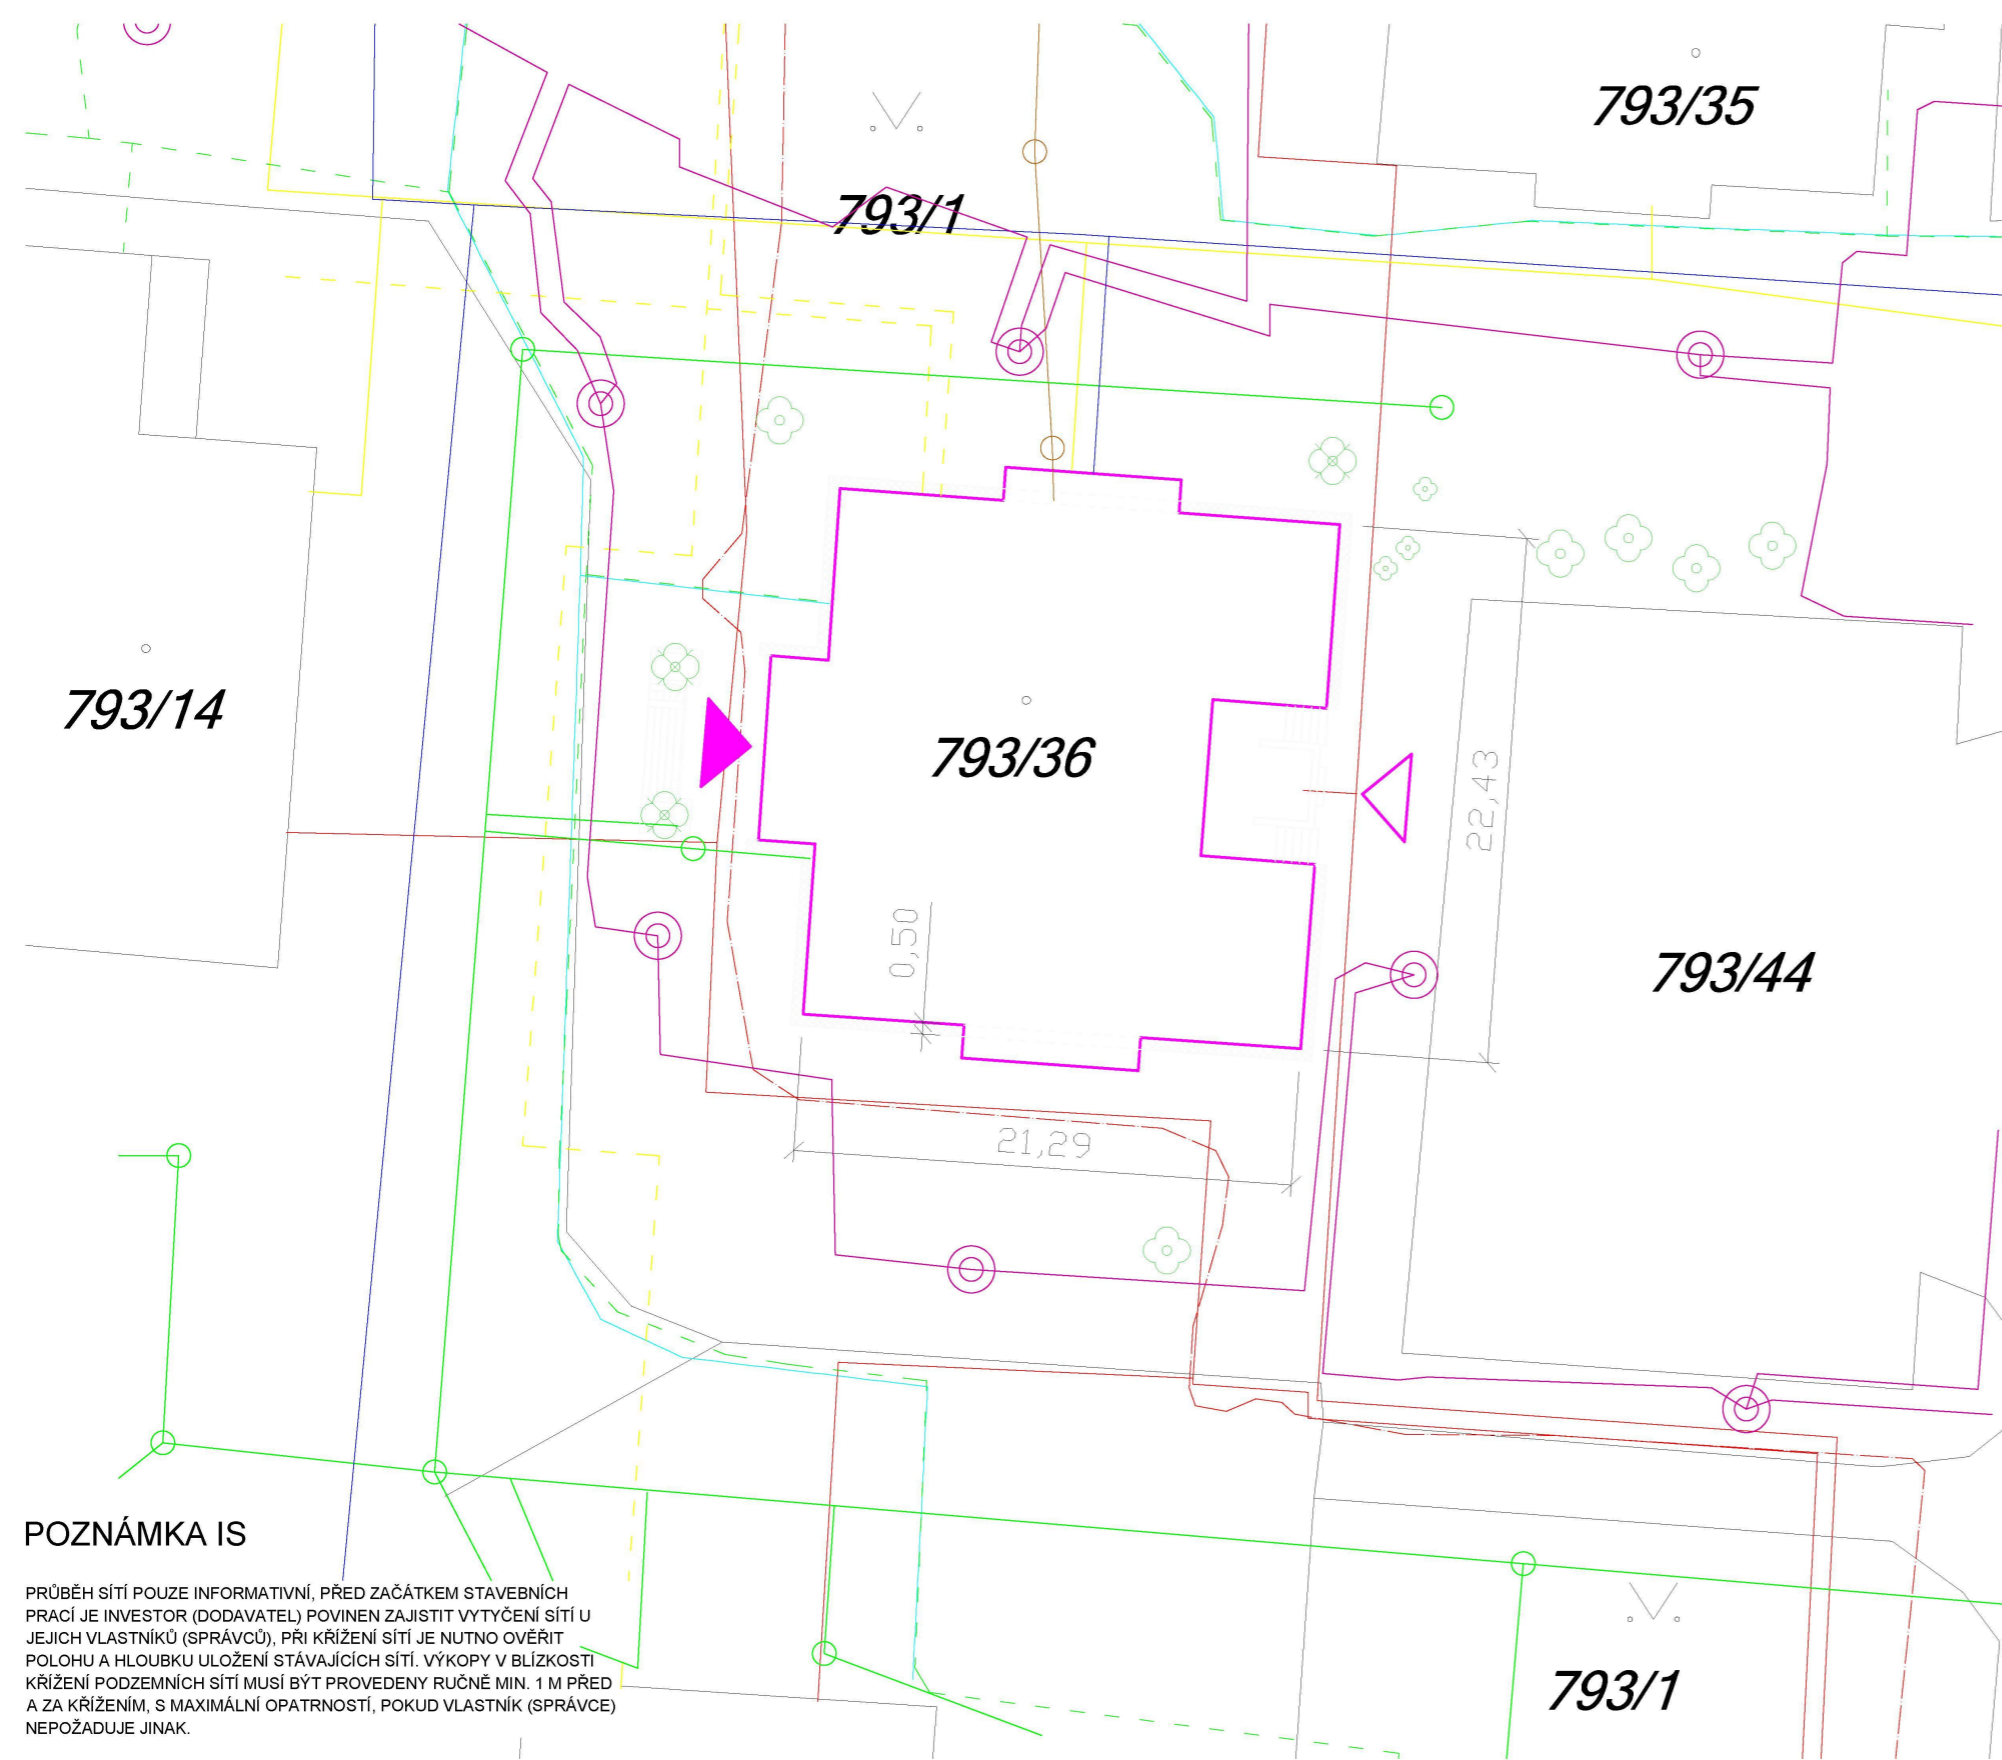 793/35
793/1
793/14
793/36
22,43
0,50
793/44
21,29
POZNÁMKA IS
PRŮBĚH SÍTÍ POUZE INFORMATIVNÍ, PŘED ZAČÁTKEM STAVEBNÍCH
PRACÍ JE INVESTOR (DODAVATEL) POVINEN ZAJISTIT VYTYČENÍ SÍTÍ U
JEJICH VLASTNÍKŮ (SPRÁVCŮ), PŘI KŘÍŽENÍ SÍTÍ JE NUTNO OVĚŘIT
POLOHU A HLOUBKU ULOŽENÍ STÁVAJÍCÍCH SÍTÍ. VÝKOPY V BLÍZKOSTI
KŘÍŽENÍ PODZEMNÍCH SÍTÍ MUSÍ BÝT PROVEDENY RUČNĚ MIN. 1 M PŘED
A ZA KŘÍŽENÍM, S MAXIMÁLNÍ OPATRNOSTÍ, POKUD VLASTNÍK (SPRÁVCE)
NEPOŽADUJE JINAK.
793/1